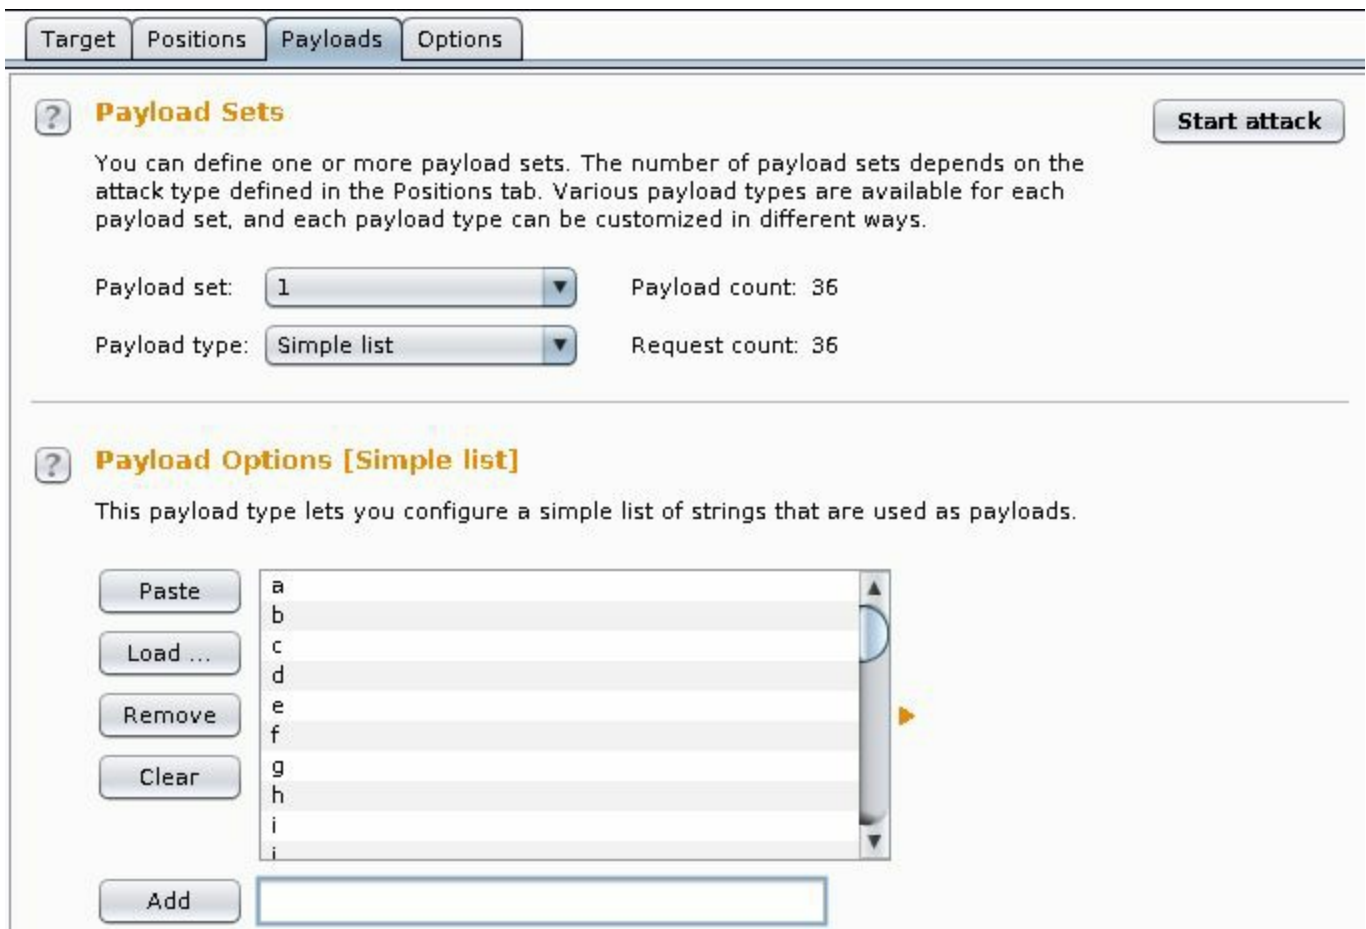 Target Positions Payloads Options
? Payload Sets Start attack
You can define one or more payload sets. The number of payload sets depends on the
attack type defined in the Positions tab. Various payload types are available for each
payload set, and each payload type can be customized in different ways.
Payload set: 1 Payload count: 36
Payload type: Simple list Request count: 36
? Payload Options [Simple list]
This payload type lets you configure a simple list of strings that are used as payloads.
Paste
Load ...
Remove
Clear
a
b
c
d
e
f
g
h
i
Add